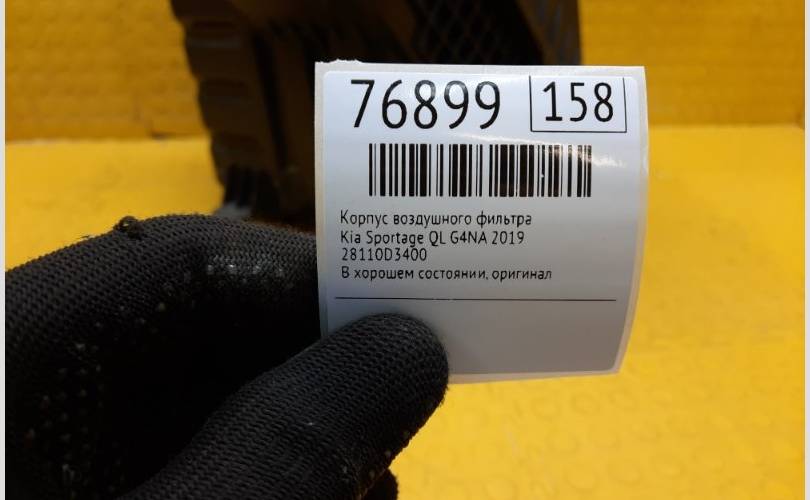 76899 158
Корпус воздушного фильтра
Kia Sportage QL G4NA 2019
28110D3400
В хорошем состоянии, оригинал